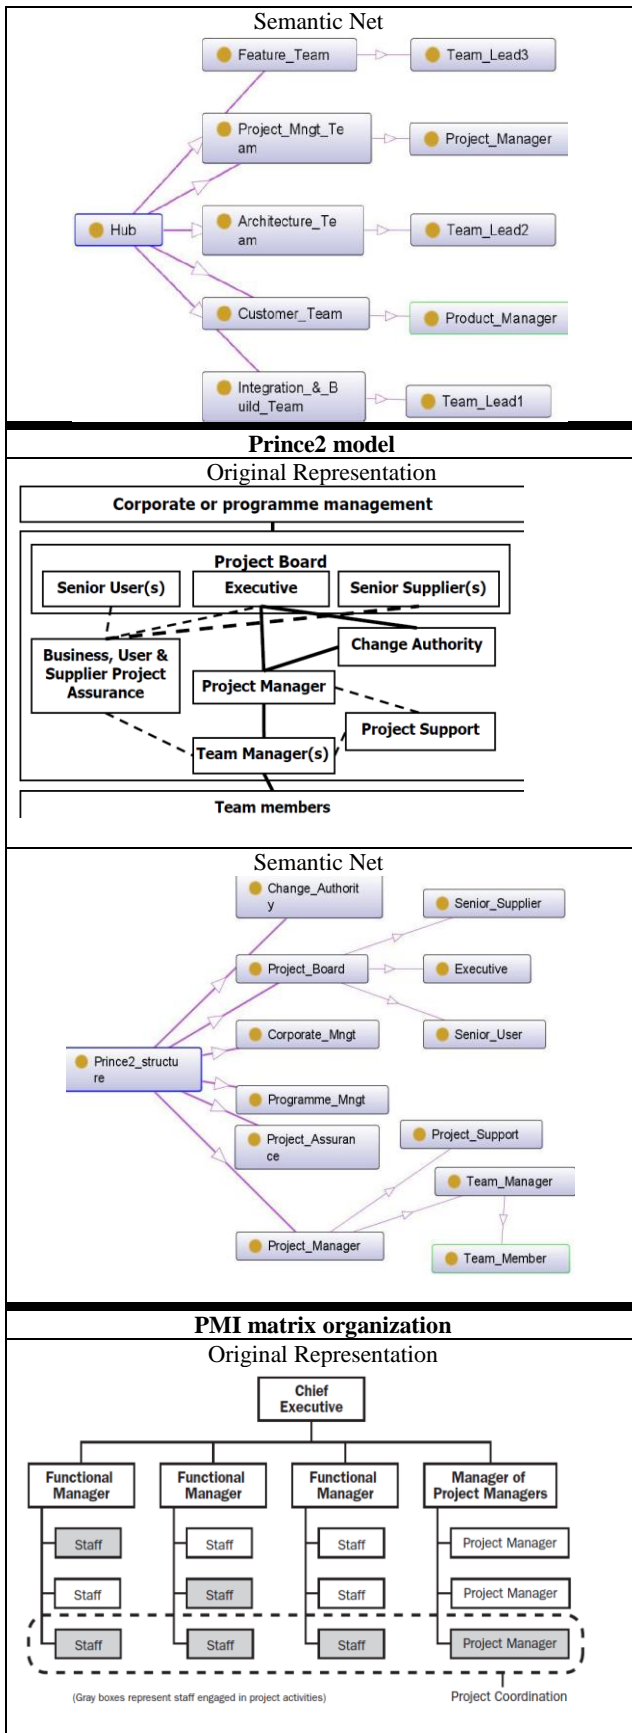 Semantic Net
Feature_Team
Team_Lead3
Project_Mngt_Te
am
Project_Manager
Hub
Architecture_Te
am
Team_Lead2
Customer_Team
Product_Manager
Integration_&_B
uild_Team
Team_Lead1
Prince2 model
Original Representation
Corporate or programme management
Project Board
Senior User(s)
Executive
Senior Supplier(s)
Business, User &
Supplier Project
Assurance
Change Authority
Project Manager
Project Support
Team Manager(s)
Team members
Semantic Net
Change_Authorit
y
Senior_Supplier
Project_Board
Executive
Corporate_Mngt
Senior_User
Prince2_structu
re
Programme_Mngt
Project_Assuran
ce
Project_Support
Team_Manager
Project_Manager
Team_Member
PMI matrix organization
Original Representation
Chief
Executive
Functional
Manager
Functional
Manager
Functional
Manager
Manager of
Project Managers
Staff
Staff
Staff
Project Manager
Staff
Staff
Staff
Project Manager
Staff
Staff
Staff
Project Manager
(Gray boxes represent staff engaged in project activities)
Project Coordination